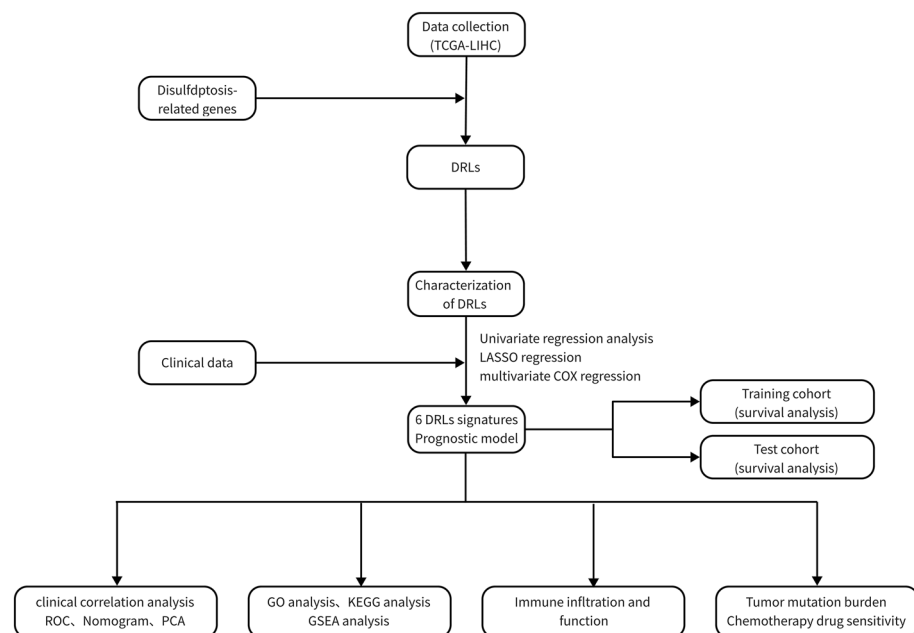 Data collection
(TCGA-LIHC)
Disulfdptosis-
related genes
DRLs
Characterization
of DRLs
Univariate regression analysis
LASSO regression
multivariate COX regression
Clinical data
6 DRLs signatures
Prognostic model
Training cohort
(survival analysis)
Test cohort
(survival analysis)
clinical correlation analysis
ROC、Nomogram、PCA
GO analysis、KEGG analysis
GSEA analysis
Immune infltration and
function
Tumor mutation burden
Chemotherapy drug sensitivity